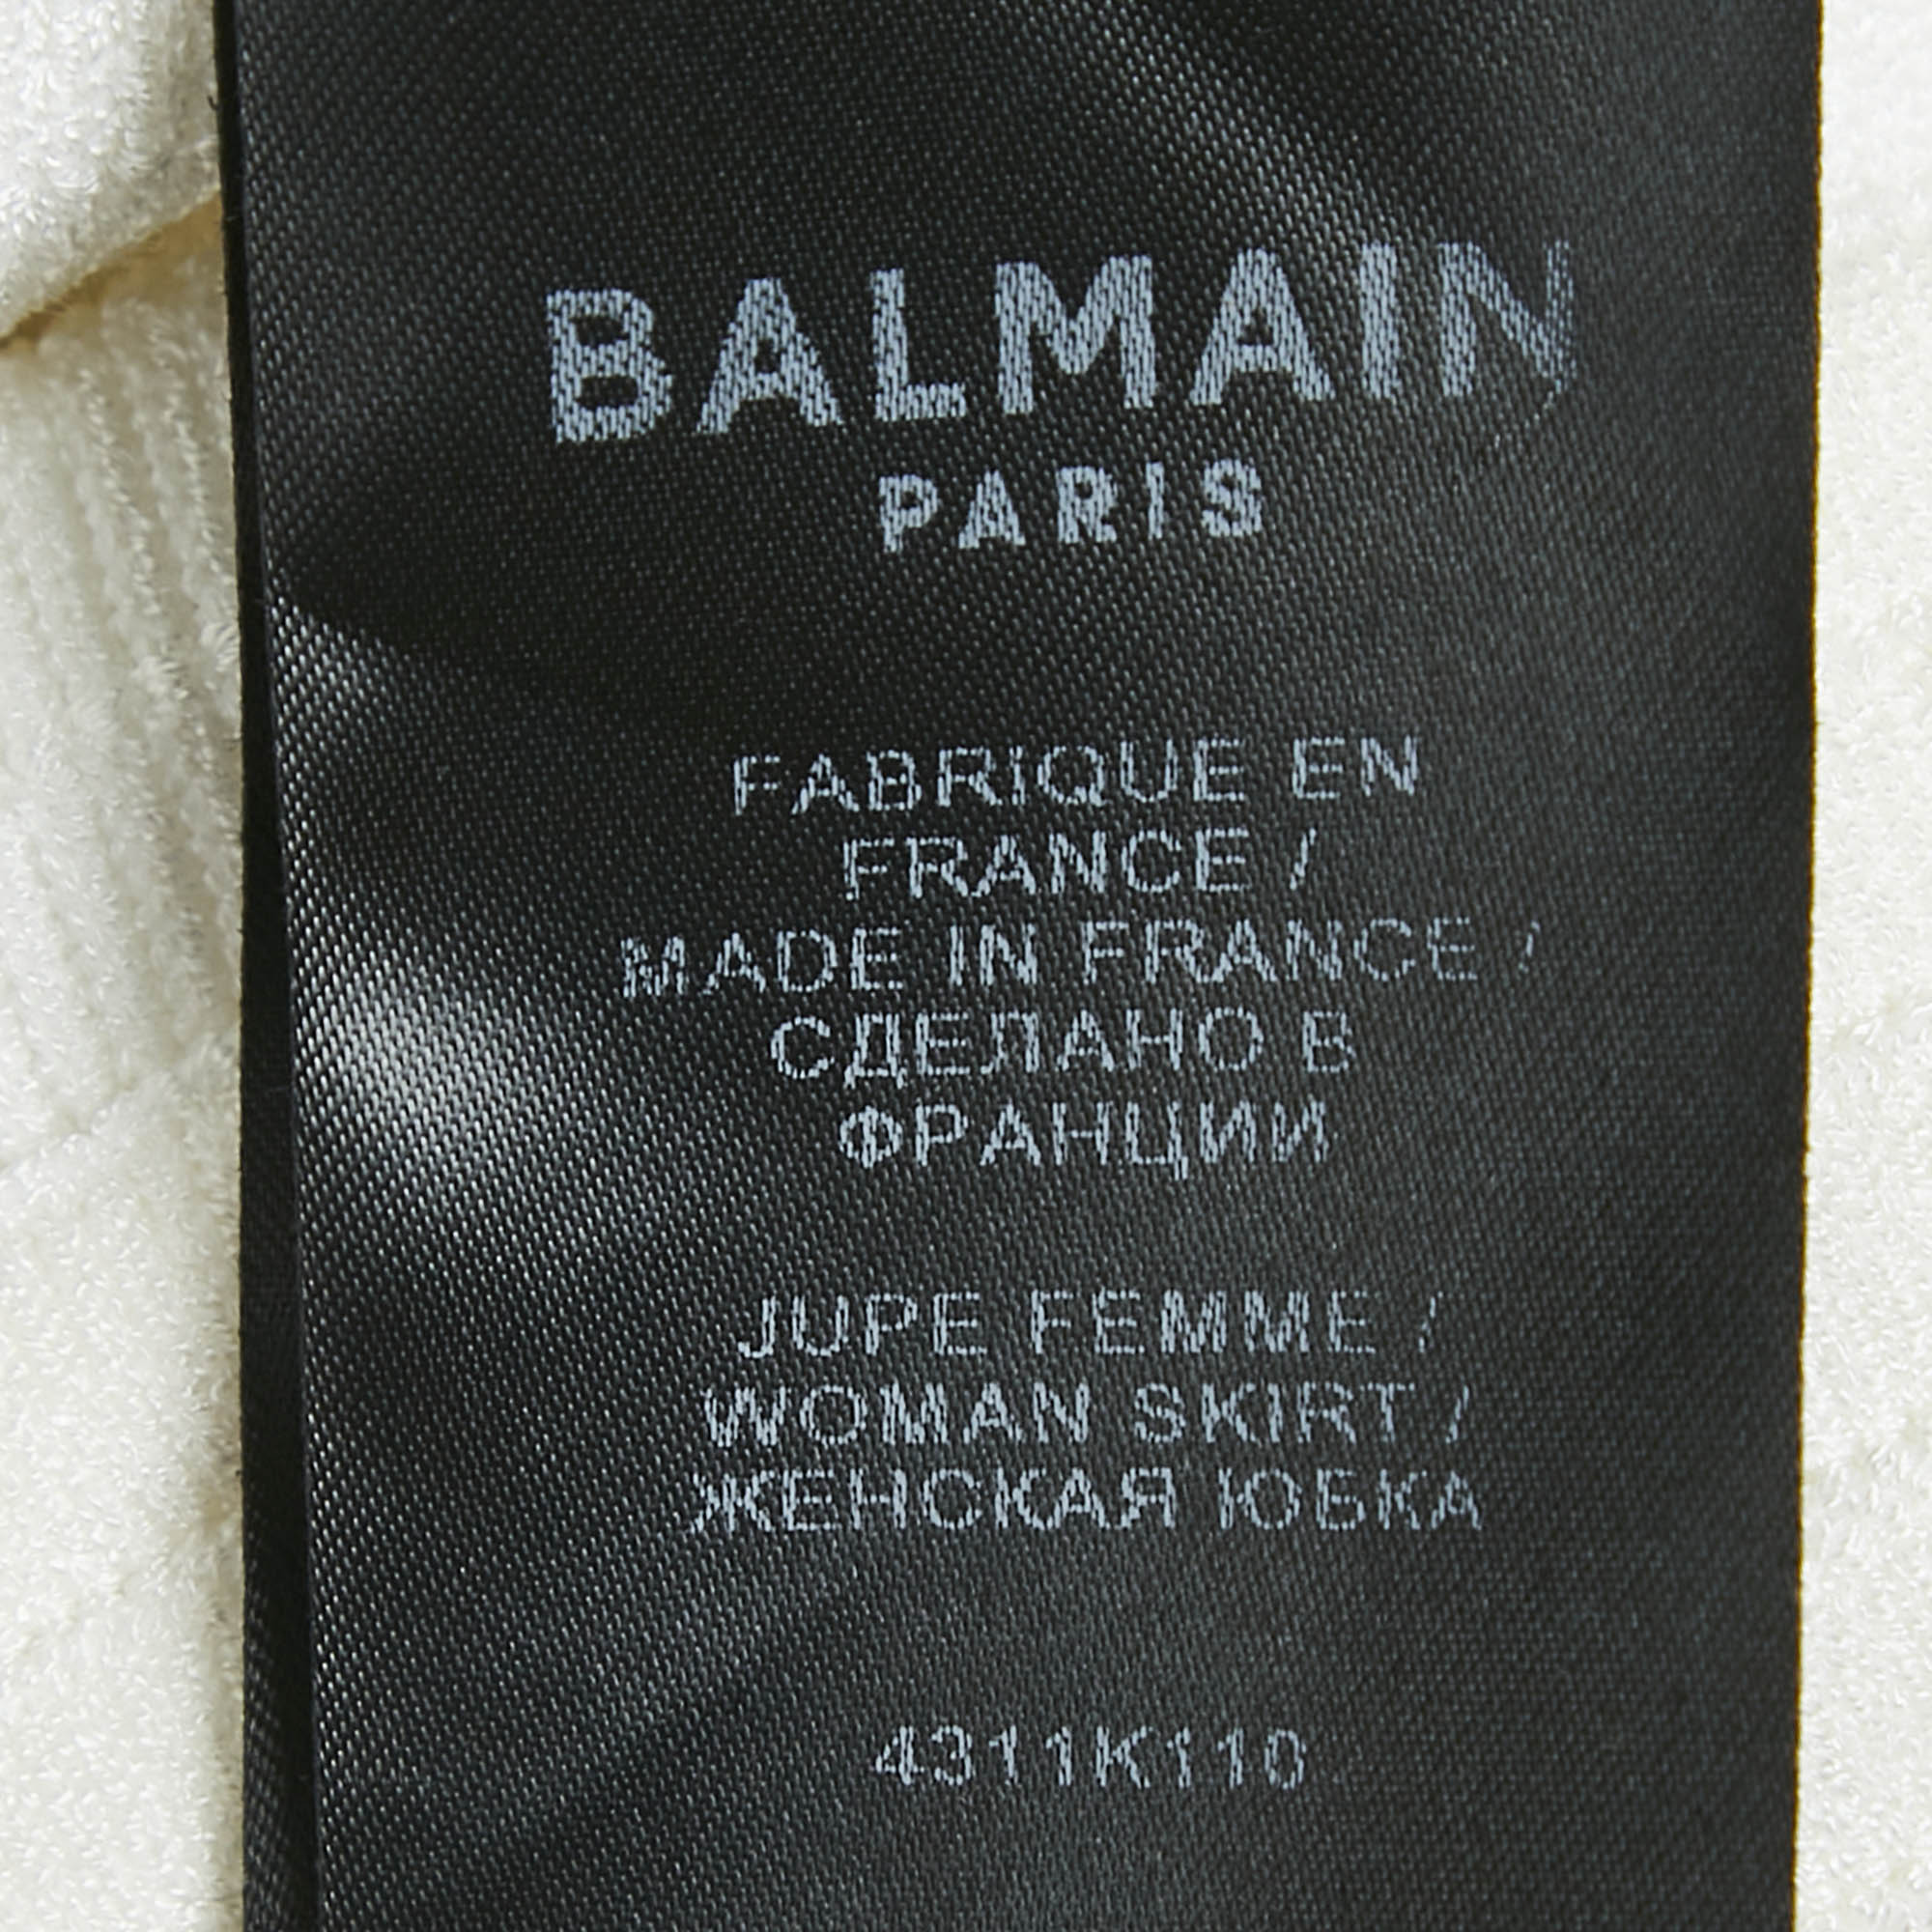 BALMAIN
PARIS
FABRIQUE EN
FRANCE /
MADE IN FRANCE /
СДЕЛАНО В
ФРАНЦИИ
JUPE FEMME /
WOMAN SKIRT /
ЖЕНСКАЯ ЮБКА
4311K110